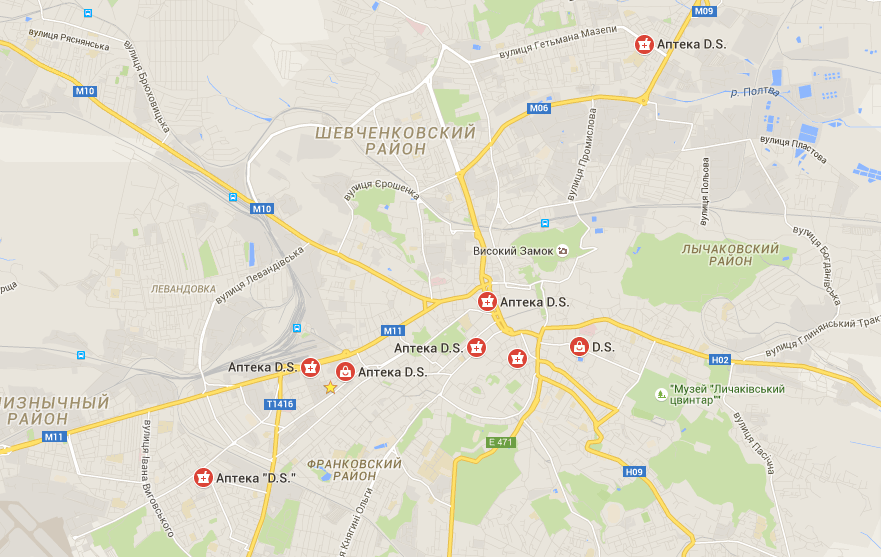 M09
вулиця Ряснянська
вулиця Брюховицька
вулиця Гетьмана Мазепи
Аптека D.S.
M10
р. Полтва
M06
ШЕВЧЕНКОВСКИЙ
РАЙОН
вулиця Промислова
вулиця Пластова
вулиця Польова
вулиця Єрошенка
M10
вулиця Богданівська
Високий Замок
ЛЫЧАКОВСКИЙ
РАЙОН
вулиця Левандівська
ЛЕВАНДОВКА
рща
Аптека D.S.
вулиця Глинянський Тракт
M11
Аптека D.S.
D.S.
H02
Аптека D.S.
Аптека D.S.
"Музей "Личаківський
цвинтар""
T1416
ИЗНЫЧНЫЙ
РАЙОН
M11
вулиця Івана Виговського
E 471
вулиця Пасічна
ФРАНКОВСКИЙ
РАЙОН
H09
Аптека "D.S."
вулиця Княгині Ольги